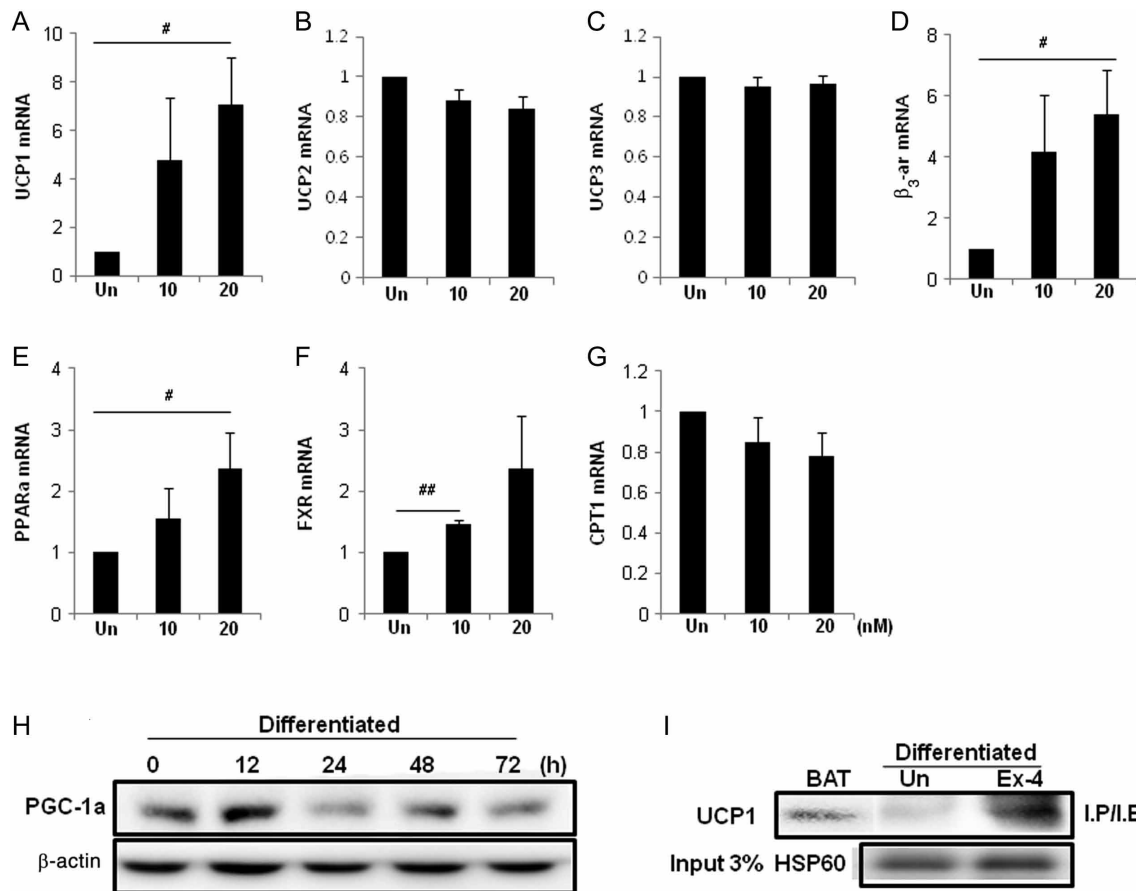 A
UCP1 mRNA
10
8
6
4
2
0
#
Un 10 20
B
UCP2 mRNA
1.2
1
0.8
0.6
0.4
0.2
0
Un 10 20
C
UCP3 mRNA
1.2
1
0.8
0.6
0.4
0.2
0
Un 10 20
D
β3-ar mRNA
8
6
4
2
0
#
Un 10 20
E
PPARa mRNA
4
3
2
1
0
#
Un 10 20
F
FXR mRNA
4
3
2
1
0
##
Un 10 20
G
CPT1 mRNA
1.2
1
0.8
0.6
0.4
0.2
0
Un 10 20 (nM)
H
Differentiated
0 12 24 48 72 (h)
PGC-1a
β-actin
I
Differentiated
BAT Un Ex-4
UCP1 I.P/I.B
Input 3% HSP60